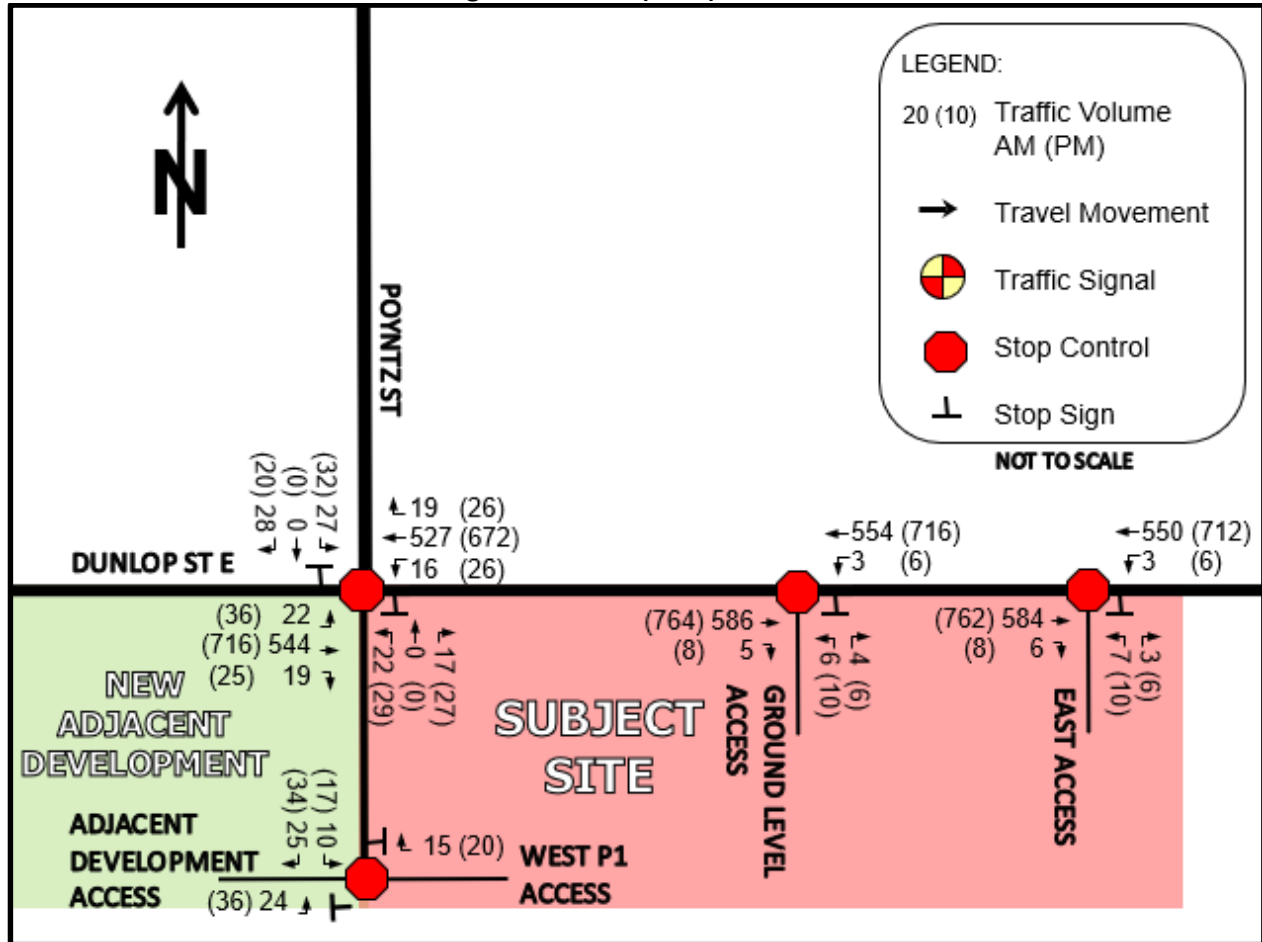 LEGEND:
20 (10) Traffic Volume
AM (PM)
N
Travel Movement
Traffic Signal
POYNTZ ST
Stop Control
Stop Sign
NOT TO SCALE
(20) 28
(0) 0
(32) 27
19 (26)
527 (672)
16 (26)
554 (716)
3 (6)
550 (712)
3 (6)
DUNLOP ST E
(36) 22
(716) 544
(25) 19
22 (29)
0 (0)
17 (27)
(764) 586
(8) 5
6 (10)
4 (6)
(762) 584
(8) 6
7 (10)
3 (6)
NEW
ADJACENT
DEVELOPMENT
SUBJECT
SITE
GROUND LEVEL
ACCESS
EAST ACCESS
(34) 25
(17) 10
ADJACENT
DEVELOPMENT
ACCESS
15 (20)
WEST P1
ACCESS
(36) 24